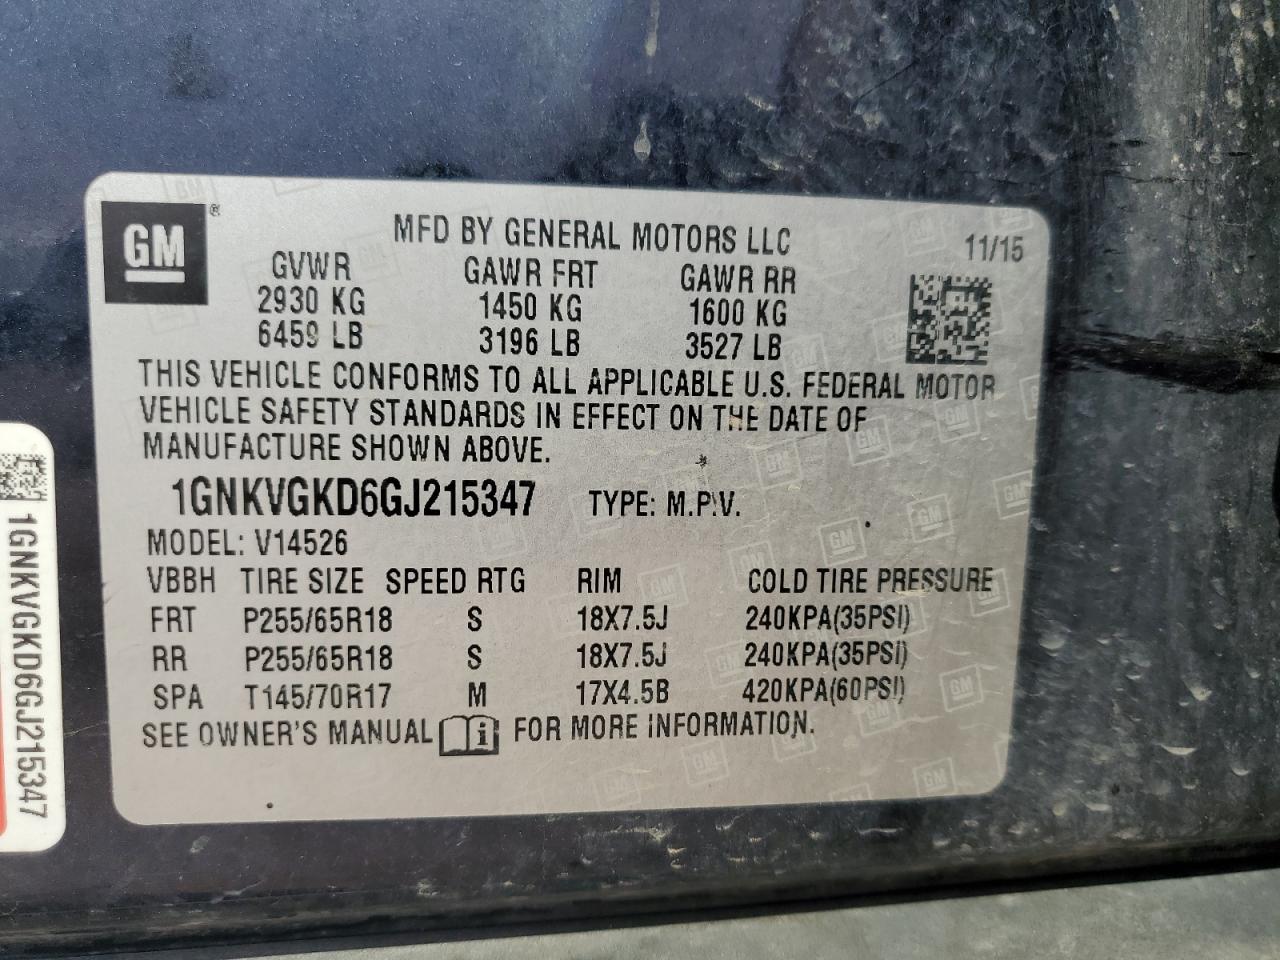 GM ®
MFD BY GENERAL MOTORS LLC 11/15
GVWR GAWR FRT GAWR RR
2930 KG 1450 KG 1600 KG
6459 LB 3196 LB 3527 LB
THIS VEHICLE CONFORMS TO ALL APPLICABLE U.S. FEDERAL MOTOR
VEHICLE SAFETY STANDARDS IN EFFECT ON THE DATE OF
MANUFACTURE SHOWN ABOVE.
1GNKVGKD6GJ215347 TYPE: M.P.V.
MODEL: V14526
VBBH TIRE SIZE SPEED RTG RIM COLD TIRE PRESSURE
FRT P255/65R18 S 18X7.5J 240KPA(35PSI)
RR P255/65R18 S 18X7.5J 240KPA(35PSI)
SPA T145/70R17 M 17X4.5B 420KPA(60PSI)
SEE OWNER'S MANUAL i FOR MORE INFORMATION.
1GNKVGKD6GJ215347